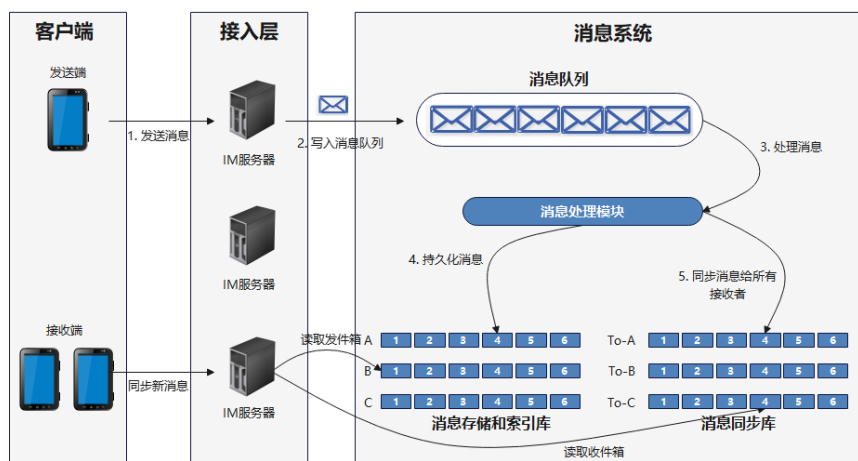 客户端
接入层
消息系统
发送端
消息队列
1. 发送消息
IM服务器
2. 写入消息队列
3. 处理消息
消息处理模块
IM服务器
4. 持久化消息
5. 同步消息给所有
接收者
接收端
同步新消息
IM服务器
读取发件箱
A 1 2 3 4 5 6
B 1 2 3 4 5 6
C 1 2 3 4 5 6
消息存储和索引库
To-A 1 2 3 4 5 6
To-B 1 2 3 4 5 6
To-C 1 2 3 4 5 6
消息同步库
读取收件箱